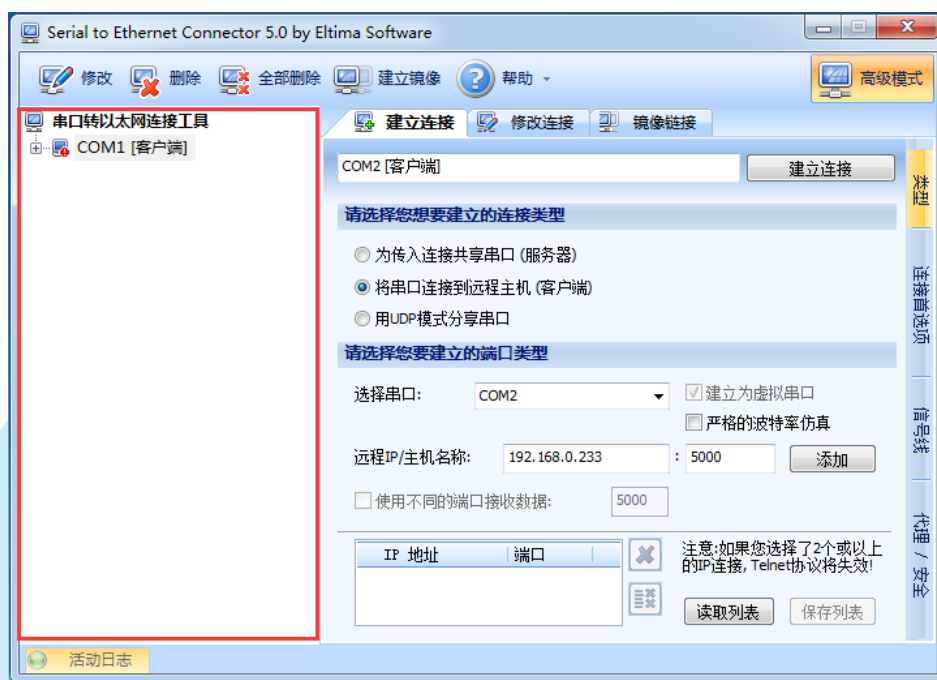 Serial to Ethernet Connector 5.0 by Eltima Software
修改 删除 全部删除 建立镜像 帮助 高级模式
串口转以太网连接工具
COM1 [客户端]
建立连接 修改连接 镜像链接
COM2 [客户端] 建立连接
请选择您想要建立的连接类型
为传入连接共享串口 (服务器)
将串口连接到远程主机 (客户端)
用UDP模式分享串口
请选择您要建立的端口类型
选择串口: COM2 建立为虚拟串口
严格的波特率仿真
远程IP/主机名称: 192.168.0.233 : 5000 添加
使用不同的端口接收数据: 5000
IP 地址 端口
注意:如果您选择了2个或以上
的IP连接, Telnet协议将失效!
读取列表 保存列表
类型
连接首选项
信号线
代理 / 安全
活动日志